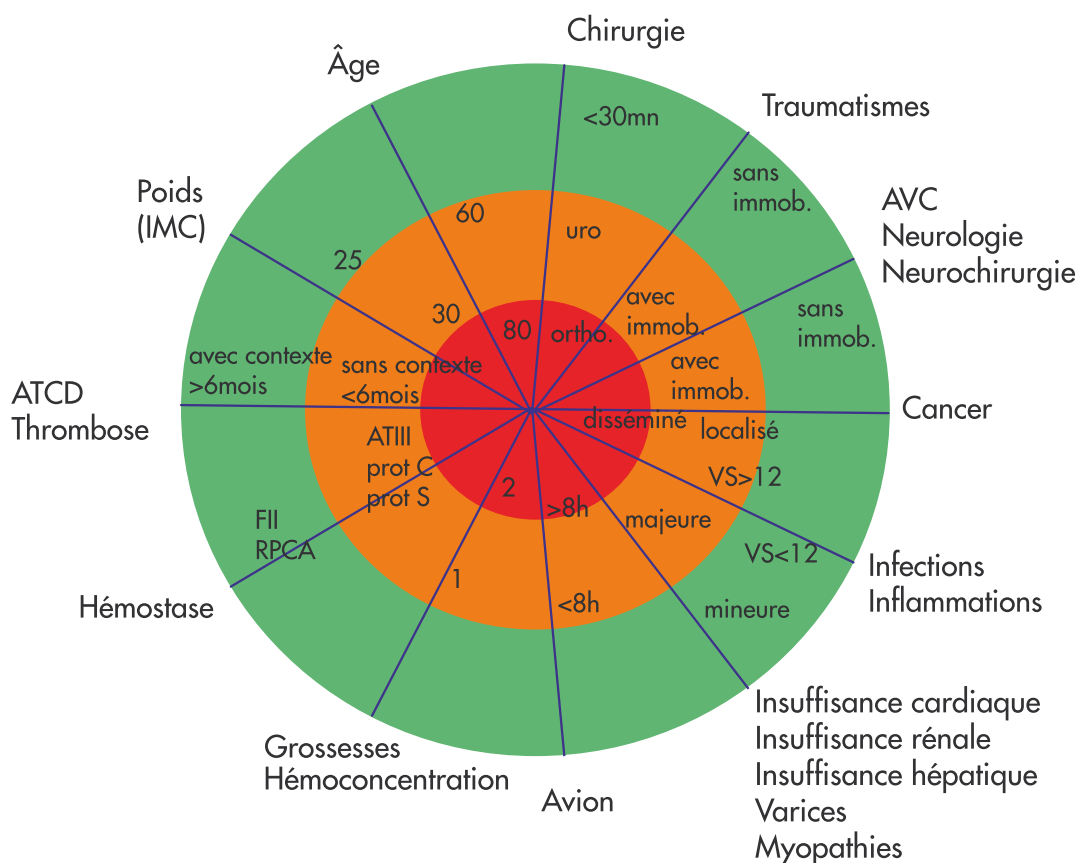 Chirurgie
Âge
Traumatismes
<30mn
Poids
(IMC)
sans
immob.
AVC
Neurologie
Neurochirurgie
60
uro
25
30
80
ortho.
avec
immob.
sans
immob.
avec contexte
>6mois
sans contexte
<6mois
avec
immob.
ATCD
Thrombose
disséminé
localisé
Cancer
ATIII
prot C
prot S
2
>8h
VS>12
majeure
FII
RPCA
VS<12
Infections
Inflammations
1
<8h
mineure
Hémostase
Insuffisance cardiaque
Insuffisance rénale
Insuffisance hépatique
Varices
Myopathies
Grossesses
Hémoconcentration
Avion